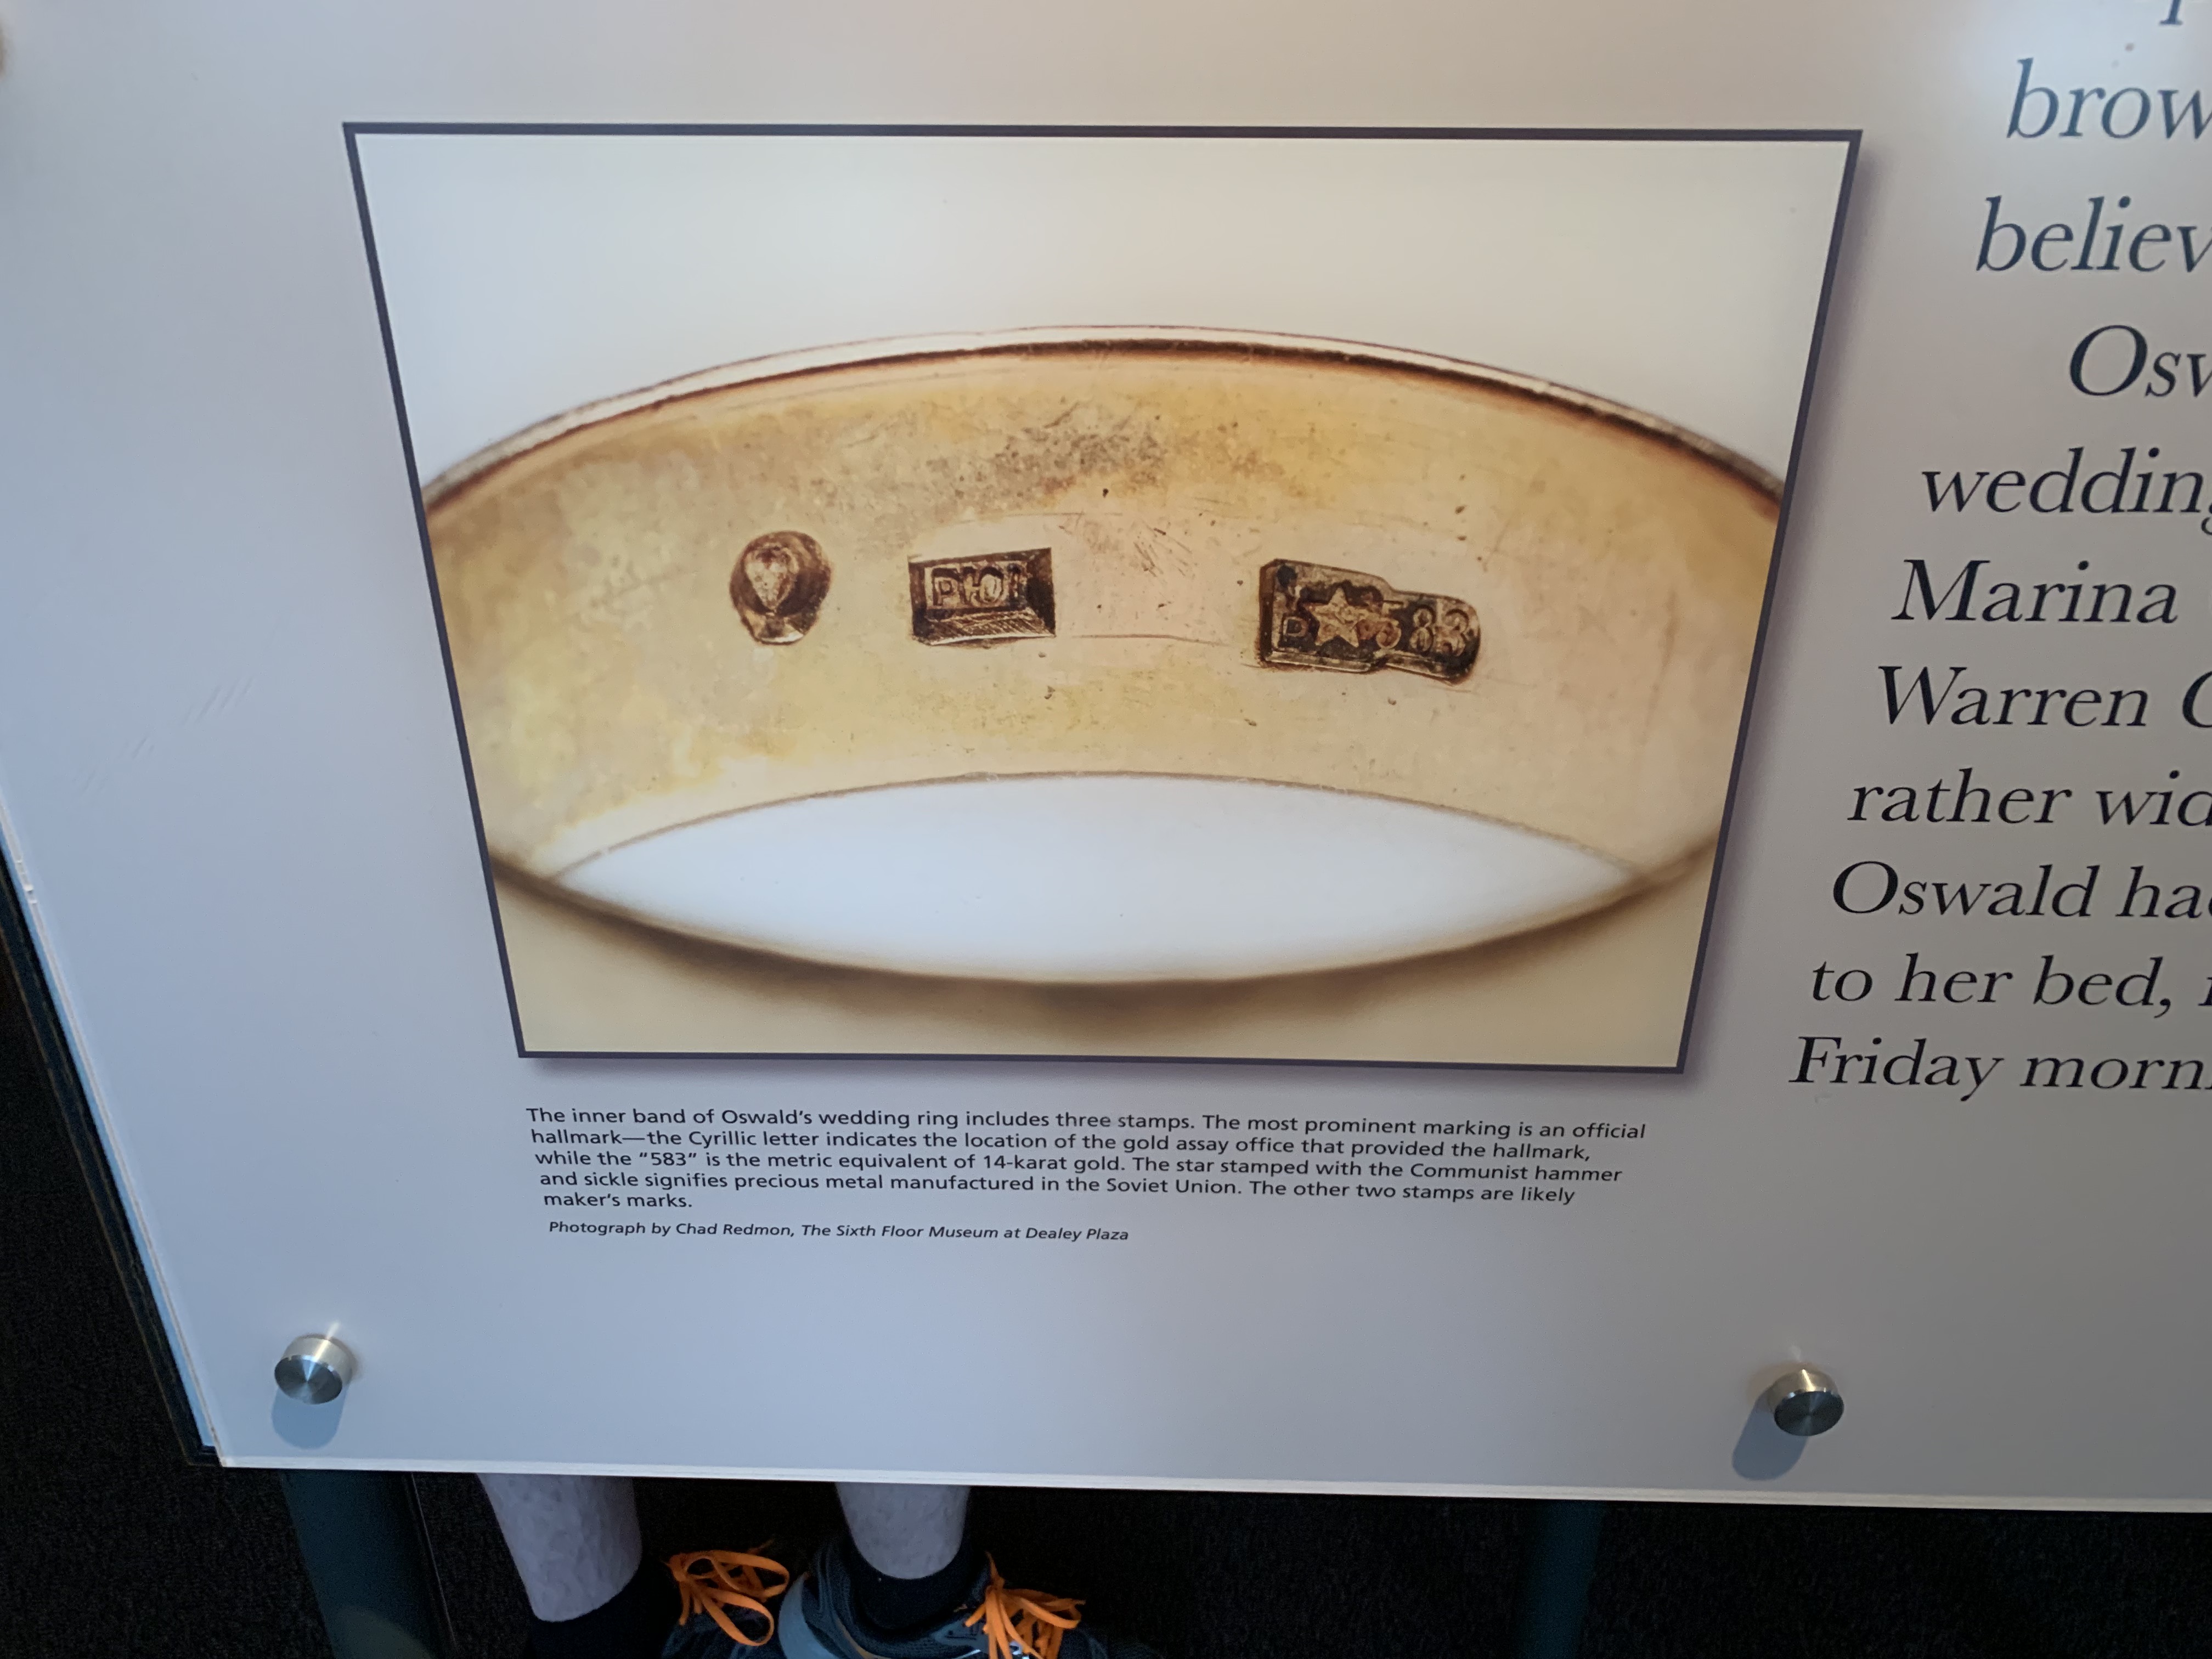 583
The inner band of Oswald's wedding ring includes three stamps. The most prominent marking is an official
hallmark—the Cyrillic letter indicates the location of the gold assay office that provided the hallmark,
while the "583" is the metric equivalent of 14-karat gold. The star stamped with the Communist hammer
and sickle signifies precious metal manufactured in the Soviet Union. The other two stamps are likely
maker's marks.
Photograph by Chad Redmon, The Sixth Floor Museum at Dealey Plaza
brow
believ
Osw
wedding
Marina
Warren C
rather wid
Oswald ha
to her bed,
Friday morn